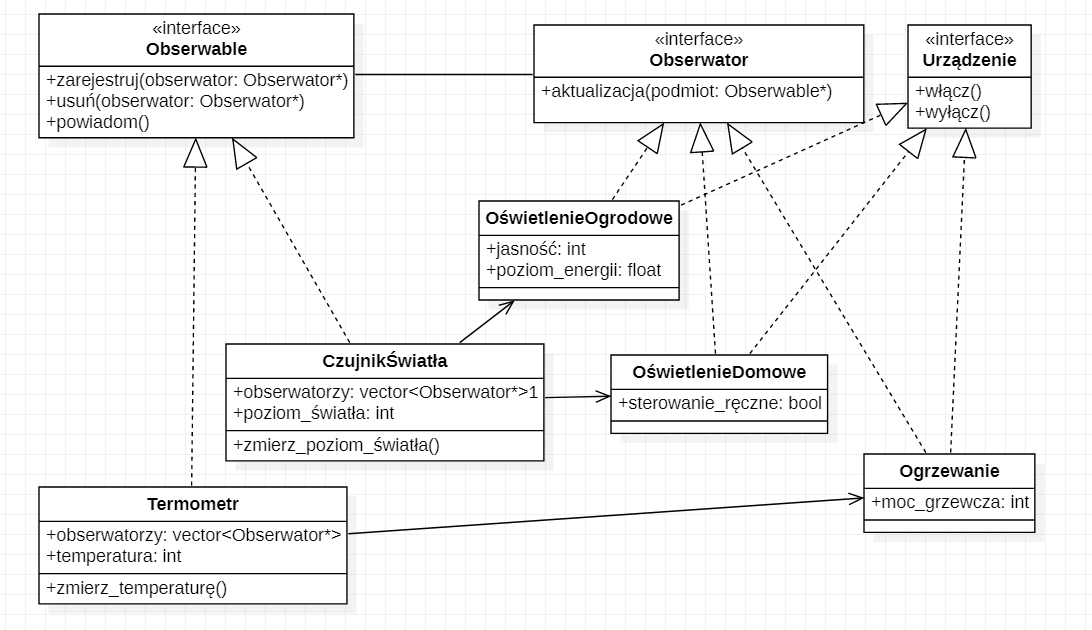 «interface»
Obserwable
+zarejestruj(obserwator: Obserwator*)
+usuń(obserwator: Obserwator*)
+powiadom()
«interface»
Obserwator
+aktualizacja(podmiot: Obserwable*)
«interface»
Urządzenie
+włącz()
+wyłącz()
OświetlenieOgrodowe
+jasność: int
+poziom_energii: float
CzujnikŚwiatła
+obserwatorzy: vector<Obserwator*>1
+poziom_światła: int
+zmierz_poziom_światła()
OświetlenieDomowe
+sterowanie_ręczne: bool
Ogrzewanie
+moc_grzewcza: int
Termometr
+obserwatorzy: vector<Obserwator*>
+temperatura: int
+zmierz_temperaturę()